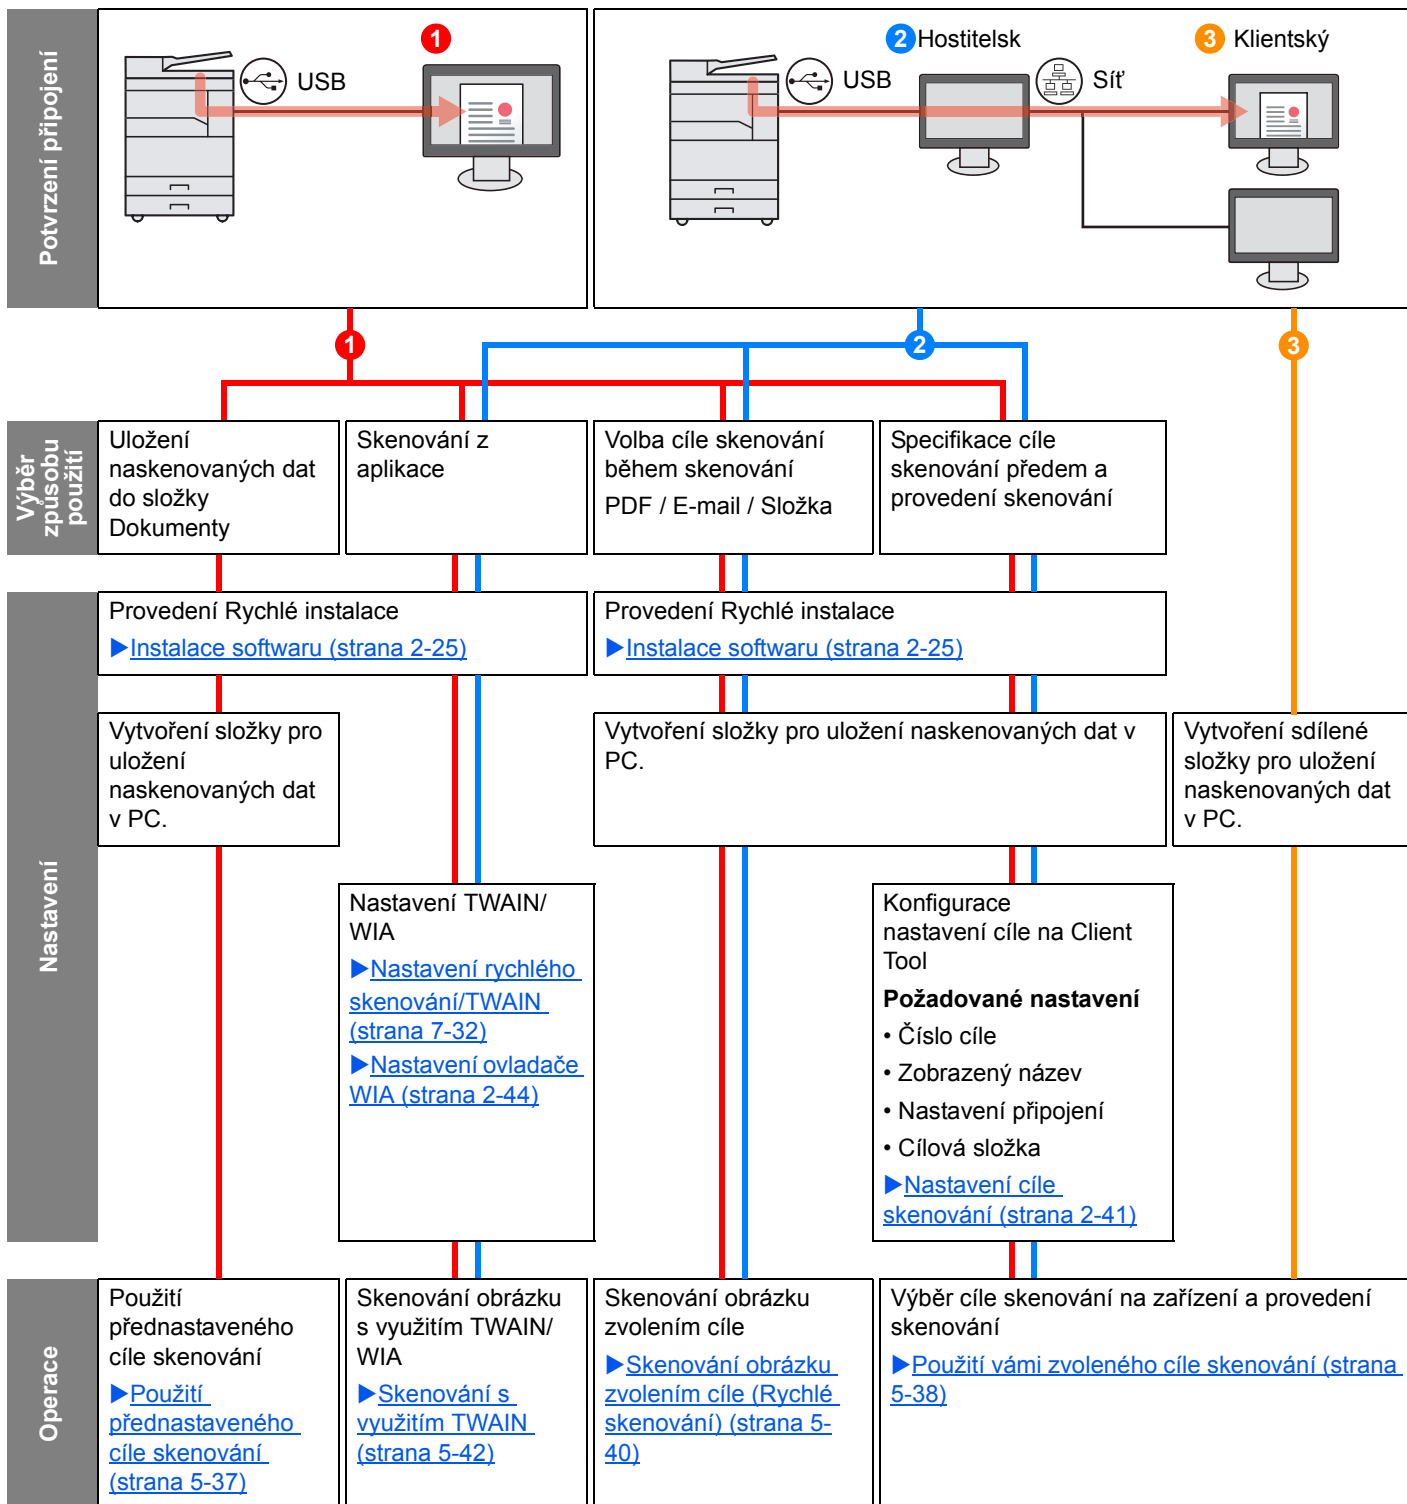 Potvrzení připojení
1
USB
2 Hostitelsk
3 Klientský
USB
Síť
1
2
3
Výběr
způsobu
použití
Uložení
naskenovaných dat
do složky
Dokumenty
Skenování z
aplikace
Volba cíle skenování
během skenování
PDF / E-mail / Složka
Specifikace cíle
skenování předem a
provedení skenování
Nastavení
Provedení Rychlé instalace
▶Instalace softwaru (strana 2-25)
Provedení Rychlé instalace
▶Instalace softwaru (strana 2-25)
Vytvoření složky pro
uložení
naskenovaných dat
v PC.
Vytvoření složky pro uložení naskenovaných dat v
PC.
Vytvoření sdílené
složky pro uložení
naskenovaných dat
v PC.
Nastavení TWAIN/
WIA
▶Nastavení rychlého
skenování/TWAIN
(strana 7-32)
▶Nastavení ovladače
WIA (strana 2-44)
Konfigurace
nastavení cíle na Client
Tool
Požadované nastavení
• Číslo cíle
• Zobrazený název
• Nastavení připojení
• Cílová složka
▶Nastavení cíle
skenování (strana 2-41)
Operace
Použití
přednastaveného
cíle skenování
▶Použití
přednastaveného
cíle skenování
(strana 5-37)
Skenování obrázku
s využitím TWAIN/
WIA
▶Skenování s
využitím TWAIN
(strana 5-42)
Skenování obrázku
zvolením cíle
▶Skenování obrázku
zvolením cíle (Rychlé
skenování) (strana 5-
40)
Výběr cíle skenování na zařízení a provedení
skenování
▶Použití vámi zvoleného cíle skenování (strana
5-38)